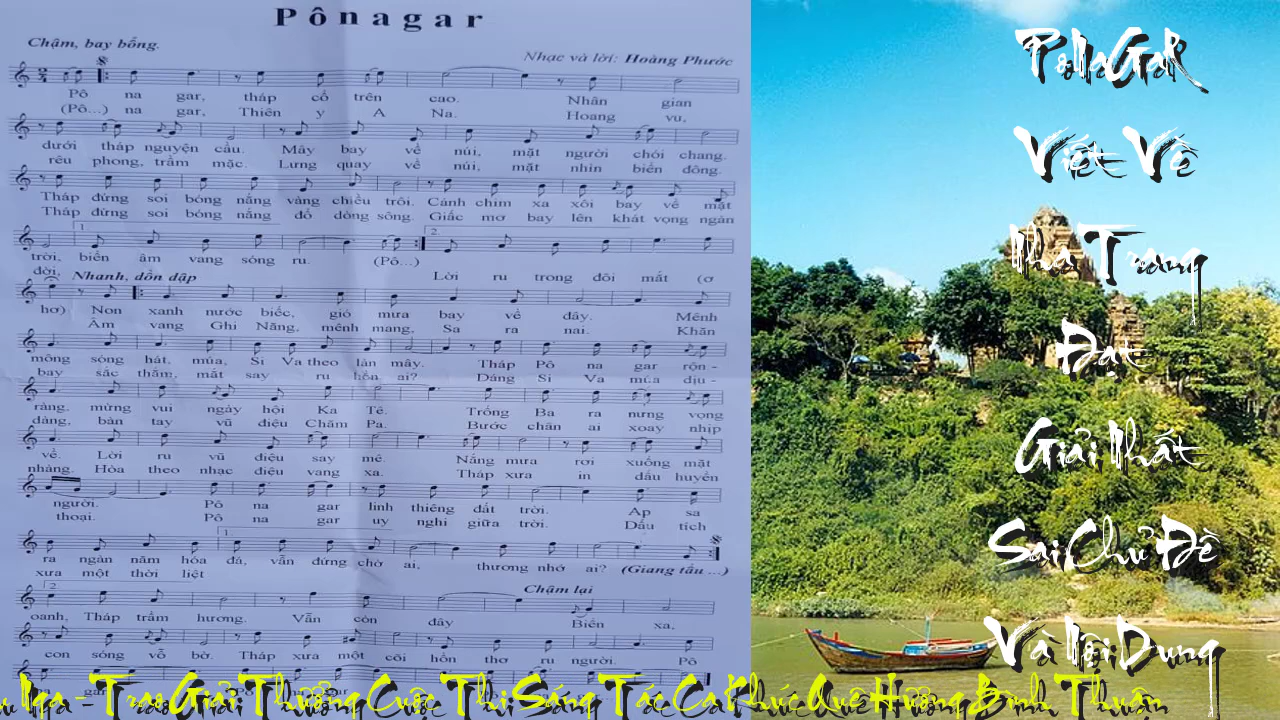 Pônagar
Chậm, bay bổng.
Nhạc và lời: Hoàng Phước
Pô na gar, tháp cổ trên cao. Nhân gian
(Pô...) na gar, Thiên y A Na. Hoang vu,
dưới tháp nguyện cầu. Mây bay về núi, mặt người chói chang.
rêu phong, trầm mặc. Lưng quay về núi, mặt nhìn biển đông.
Tháp đứng soi bóng nắng vàng chiều trôi. Cánh chim xa xôi bay về mặt
Tháp đứng soi bóng nắng đổ dòng sông. Giấc mơ bay lên khát vọng ngàn
1.
2.
trời, biển âm vang sóng ru. (Pô...)
đời, Lời ru trong đôi mắt (ơ
Nhanh, dồn dập
hơ) Non xanh nước biếc, gió mưa bay về đây. Mênh
Âm vang Ghi Năng, mênh mang, Sa ra nai. Khăn
mông sóng hát, múa, Si Va theo lân mây. Tháp Pô na gar rộn -
bay sắc thắm, mắt say ru hồn ai? Dáng Si Va múa dịu -
ràng. mừng vui ngày hội Ka Tê. Trống Ba ra nưng vọng
dàng, bàn tay vũ điệu Chăm Pa. Bước chân ai xoay nhịp
về. Lời ru vũ điệu say mê. Nắng mưa rơi xuống mặt
nhàng. Hòa theo nhạc điệu vang xa. Tháp xưa in dấu huyền
người. Pô na gar linh thiêng đất trời. Ap sa
thoại. Pô na gar uy nghi giữa trời. Dấu tích
1.
ra ngàn năm hóa đá, vẫn đứng chờ ai, thương nhớ ai? (Giang tấu ...)
xưa một thời liệt
2.
Chậm lại
oanh, Tháp trầm hương. Vẫn còn đây Biển xa,
con sóng vỗ bờ. Tháp xưa một cõi hồn thơ ru người. Pô
gar
PoNaGaR
Viết Về
Nha Trang
Đạt
Giải Nhất
Sai Chủ Đề
Và Nội Dung
Nga - Trao Giải Thưởng Cuộc Thi Sáng Tác Ca Khúc Quê Hương Bình Thuận